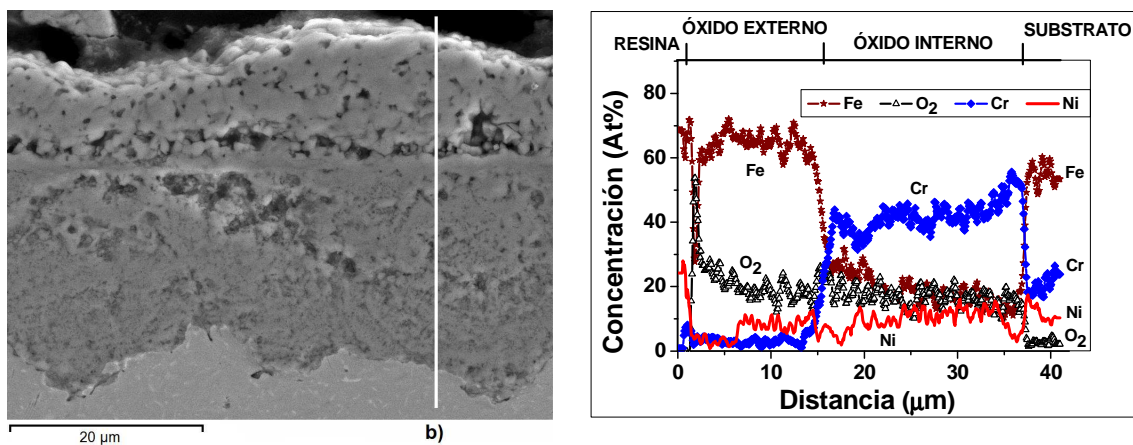 20 µm
b)
RESINA
ÓXIDO EXTERNO
ÓXIDO INTERNO
SUBSTRATO
Concentración (At%)
80
60
40
20
0
Fe
O2
Cr
Ni
Fe
Cr
O2
Ni
Fe
Cr
Ni
O2
0 10 20 30 40
Distancia (µm)